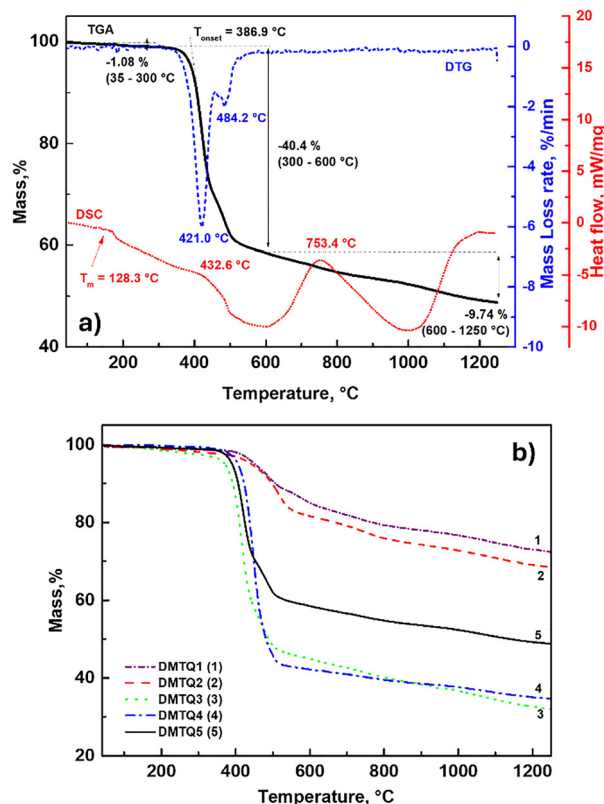 TGA
T_onset = 386.9 °C
-1.08 %
(35 - 300 °C
DTG
484.2 °C
-40.4 %
(300 - 600 °C)
421.0 °C
753.4 °C
DSC
432.6 °C
T_m = 128.3 °C
-9.74 %
(600 - 1250 °C)
a)
100
80
60
40
Mass,%
200
400
600
800
1000
1200
Temperature, °C
0
-2
-4
-6
-8
-9
-10
Mass Loss rate, %/min
20
15
10
5
0
-5
-10
Heat flow, mW/mg
b)
100
80
60
40
20
Mass,%
1
2
5
4
3
DMTQ1 (1)
DMTQ2 (2)
DMTQ3 (3)
DMTQ4 (4)
DMTQ5 (5)
200
400
600
800
1000
1200
Temperature, °C